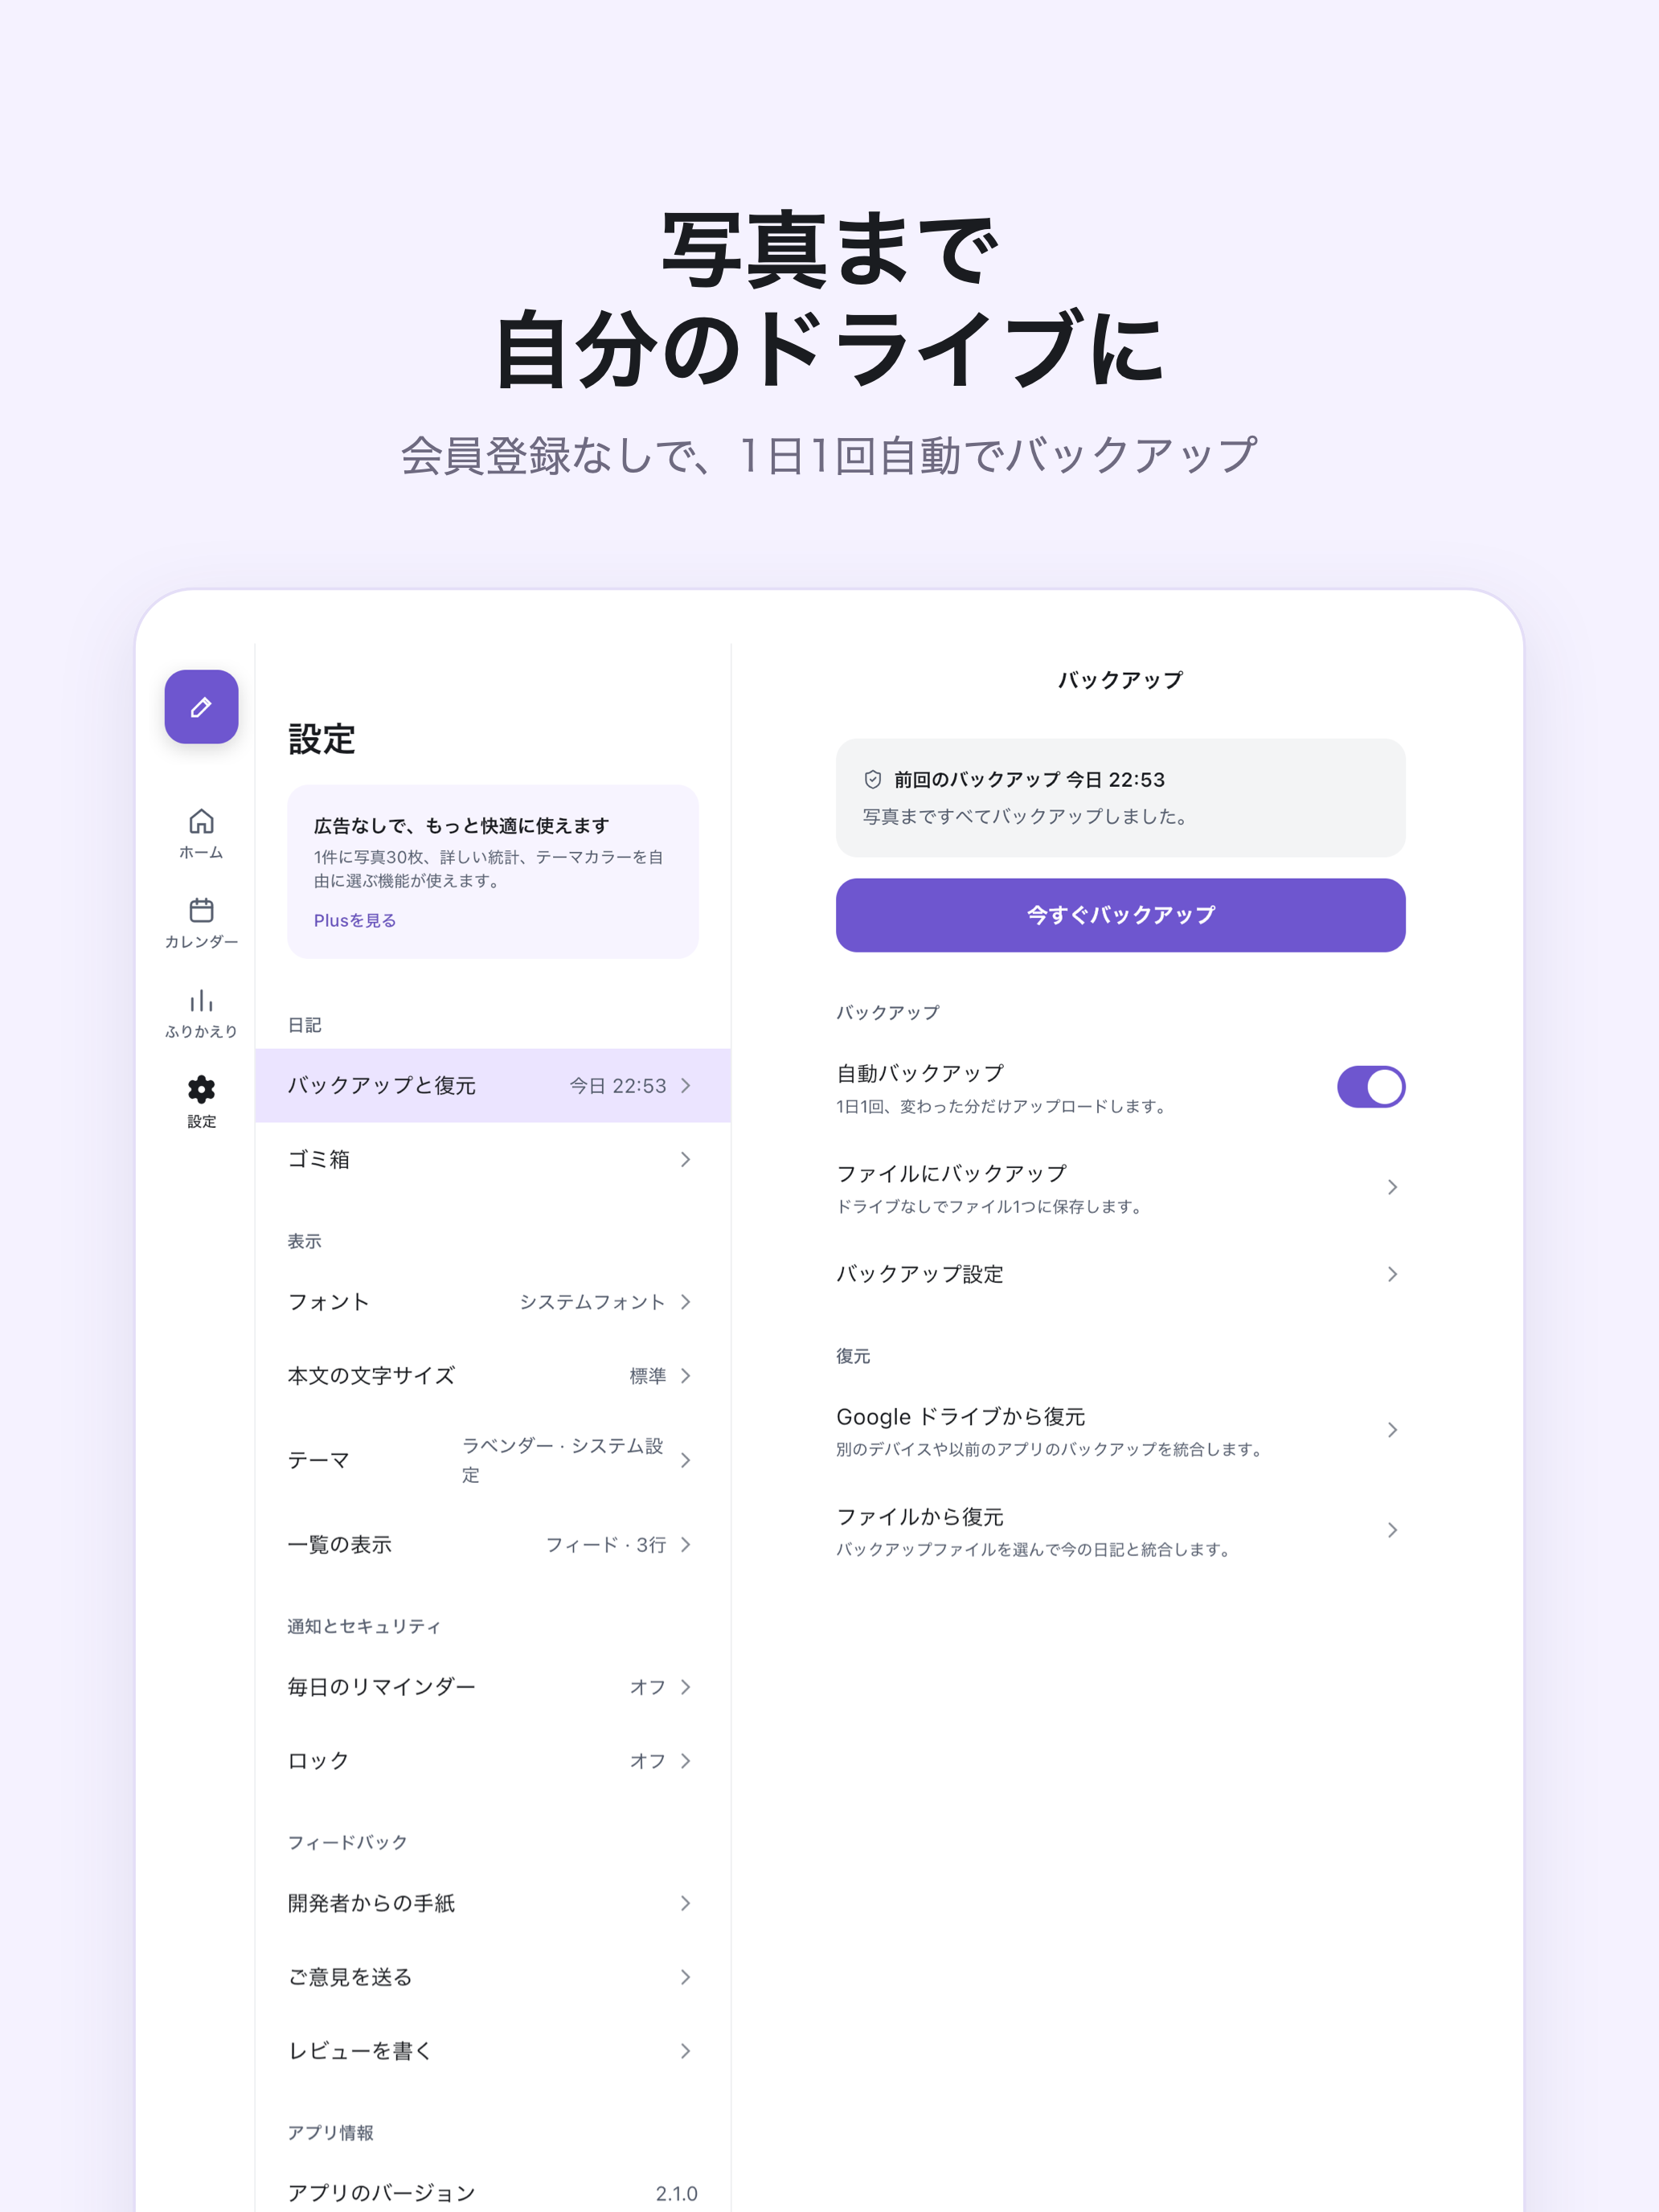 写真まで
自分のドライブに
会員登録なしで、1日1回自動でバックアップ
ホーム
カレンダー
ふりかえり
設定
設定
広告なしで、もっと快適に使えます
1件に写真30枚、詳しい統計、テーマカラーを自
由に選ぶ機能が使えます。
Plusを見る
日記
バックアップと復元 今日 22:53
ゴミ箱
表示
フォント システムフォント
本文の文字サイズ 標準
テーマ ラベンダー · システム設
定
一覧の表示 フィード · 3行
通知とセキュリティ
毎日のリマインダー オフ
ロック オフ
フィードバック
開発者からの手紙
ご意見を送る
レビューを書く
アプリ情報
アプリのバージョン 2.1.0
バックアップ
前回のバックアップ 今日 22:53
写真まですべてバックアップしました。
今すぐバックアップ
バックアップ
自動バックアップ
1日1回、変わった分だけアップロードします。
ファイルにバックアップ
ドライブなしでファイル1つに保存します。
バックアップ設定
復元
Google ドライブから復元
別のデバイスや以前のアプリのバックアップを統合します。
ファイルから復元
バックアップファイルを選んで今の日記と統合します。